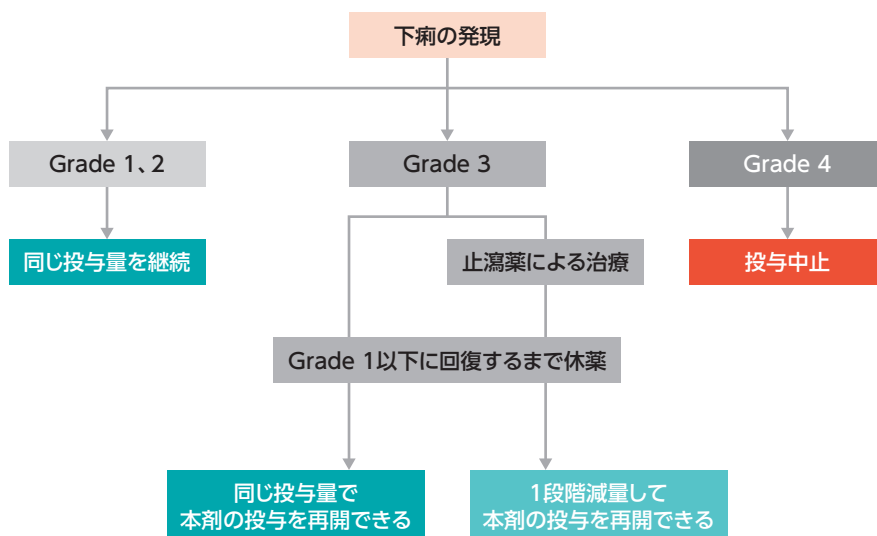 下痢の発現
Grade 1、2
Grade 3
Grade 4
同じ投与量を継続
止瀉薬による治療
投与中止
Grade 1以下に回復するまで休薬
同じ投与量で
本剤の投与を再開できる
1段階減量して
本剤の投与を再開できる